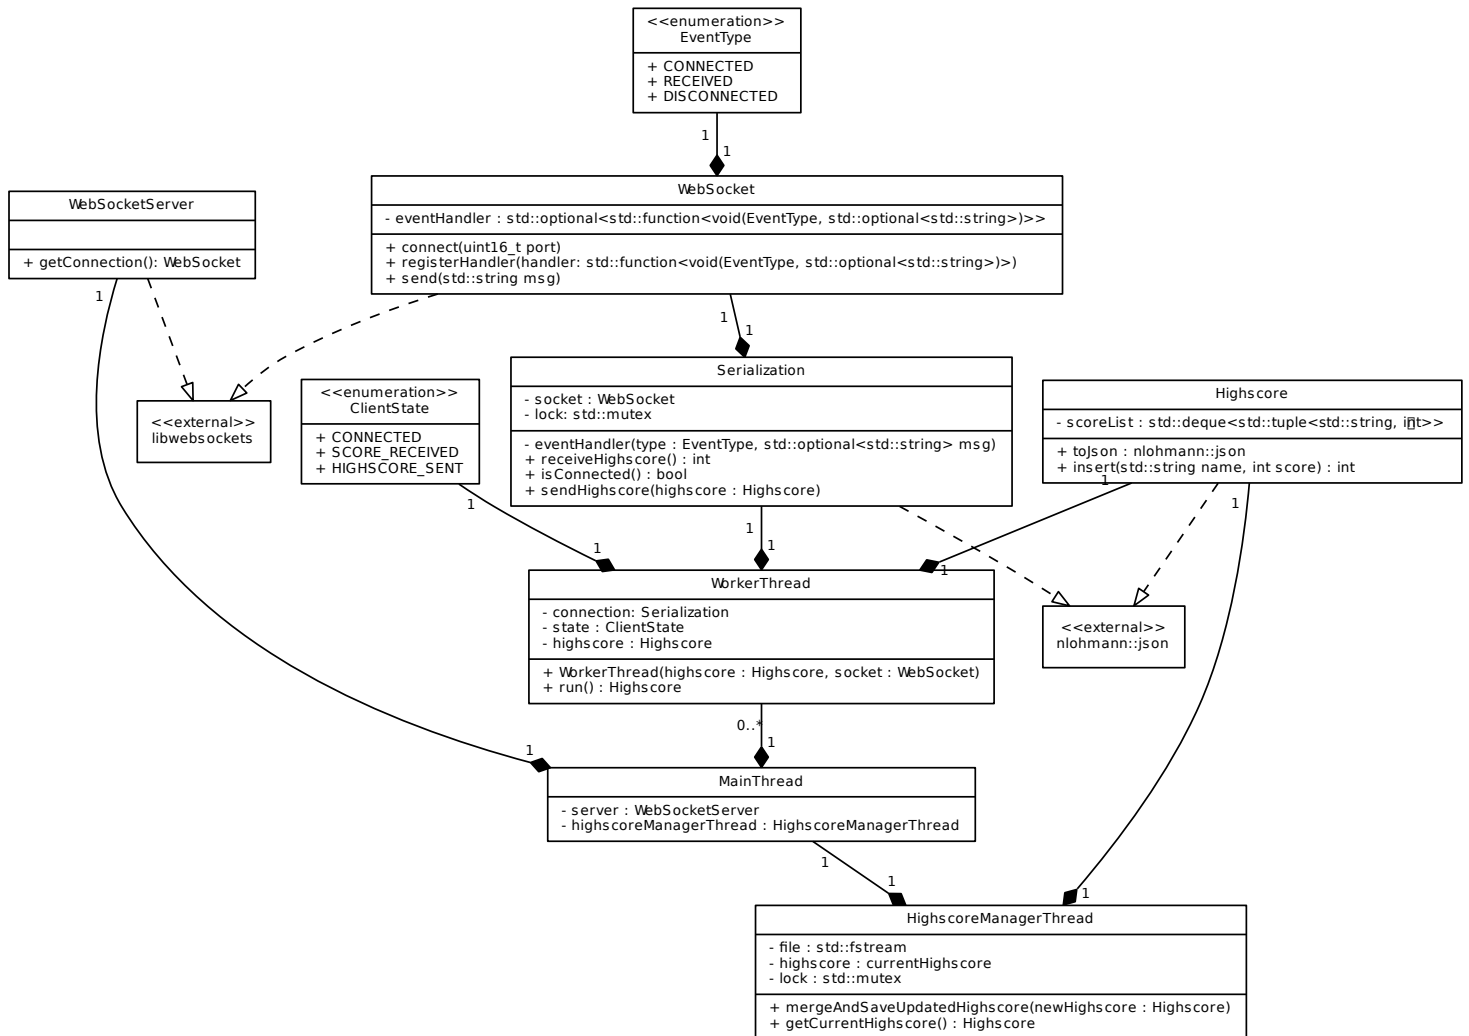 <<enumeration>>
EventType
+ CONNECTED
+ RECEIVED
+ DISCONNECTED
1
1
WebSocket
- eventHandler : std::optional<std::function<void(EventType, std::optional<std::string>)>>
+ connect(uint16_t port)
+ registerHandler(handler: std::function<void(EventType, std::optional<std::string>)>)
+ send(std::string msg)
WebSocketServer
+ getConnection(): WebSocket
1
1
1
<<external>>
libwebsockets
<<enumeration>>
ClientState
+ CONNECTED
+ SCORE_RECEIVED
+ HIGHSCORE_SENT
Serialization
- socket : WebSocket
- lock: std::mutex
- eventHandler(type : EventType, std::optional<std::string> msg)
+ receiveHighscore() : int
+ isConnected() : bool
+ sendHighscore(highscore : Highscore)
Highscore
- scoreList : std::deque<std::tuple<std::string, int>>
+ toJson : nlohmann::json
+ insert(std::string name, int score) : int
1
1
1
1
1
1
1
WorkerThread
- connection: Serialization
- state : ClientState
- highscore : Highscore
+ WorkerThread(highscore : Highscore, socket : WebSocket)
+ run() : Highscore
<<external>>
nlohmann::json
0..*
1
1
MainThread
- server : WebSocketServer
- highscoreManagerThread : HighscoreManagerThread
1
1
1
HighscoreManagerThread
- file : std::fstream
- highscore : currentHighscore
- lock : std::mutex
+ mergeAndSaveUpdatedHighscore(newHighscore : Highscore)
+ getCurrentHighscore() : Highscore